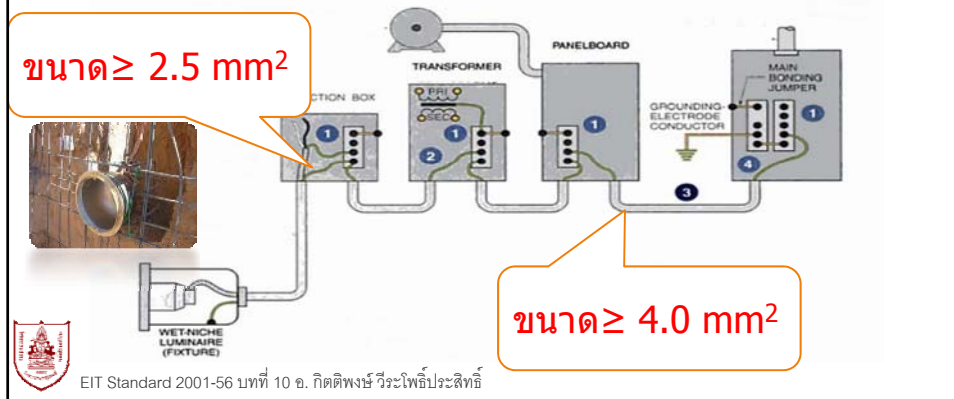 ขนาด≥ 2.5 mm²
PANELBOARD
TRANSFORMER
PRI
SEC
CTION BOX
MAIN
BONDING
JUMPER
GROUNDING-
ELECTRODE
CONDUCTOR
1
1
1
1
2
3
4
ขนาด≥ 4.0 mm²
WET-NICHE
LUMINAIRE
(FIXTURE)
EIT Standard 2001-56 บทที่ 10 อ. กิตติพงษ์ วีระโพธิ์ประสิทธิ์